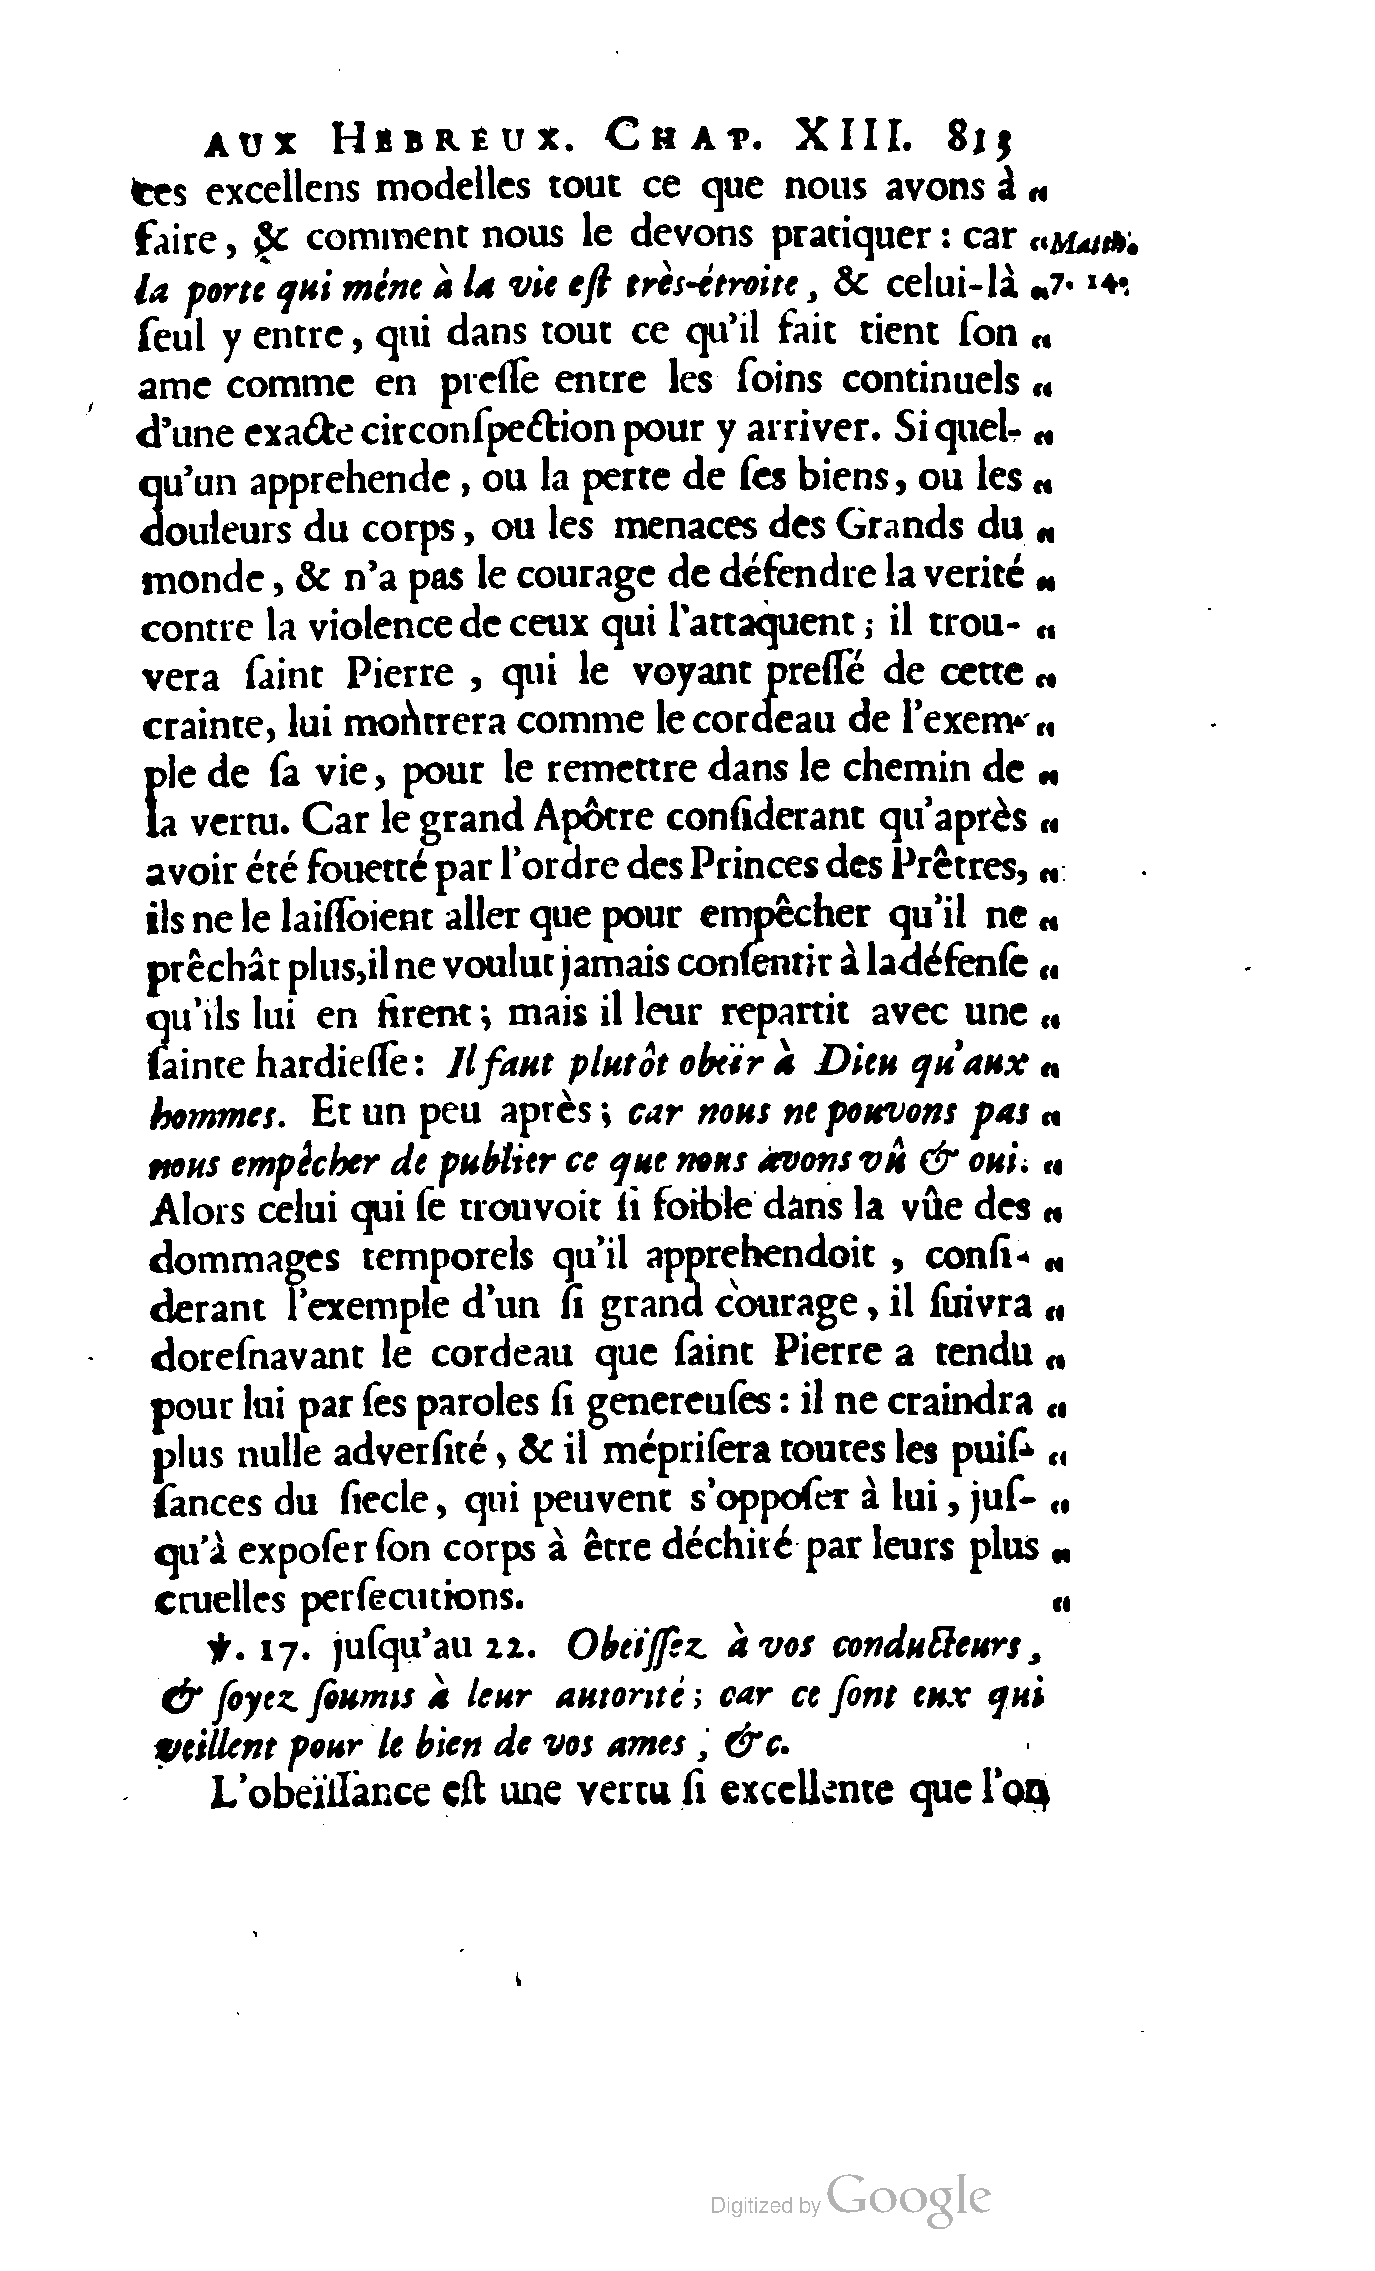 AUX HEBREUX. CHAP. XIII. 815
ces excellens modelles tout ce que nous avons à «
faire, & comment nous le devons pratiquer : car « Matth.
la porte qui méne à la vie eſt très-étroite, & celui-là « 7. 14.
ſeul y entre, qui dans tout ce qu'il fait tient ſon «
ame comme en preſſe entre les ſoins continuels «
d'une exacte circonſpection pour y arriver. Si quel- «
qu'un apprehende, ou la perte de ſes biens, ou les «
douleurs du corps, ou les menaces des Grands du «
monde, & n'a pas le courage de défendre la verité «
contre la violence de ceux qui l'attaquent ; il trou- «
vera ſaint Pierre , qui le voyant preſſé de cette «
crainte, lui montrera comme le cordeau de l'exem- «
ple de ſa vie, pour le remettre dans le chemin de «
la vertu. Car le grand Apôtre conſiderant qu'après «
avoir été fouetté par l'ordre des Princes des Prêtres, «
ils ne le laiſſoient aller que pour empêcher qu'il ne «
prêchât plus, il ne voulut jamais conſentir à la défenſe «
qu'ils lui en firent ; mais il leur repartit avec une «
ſainte hardieſſe : Il faut plutôt obeïr à Dieu qu'aux «
hommes. Et un peu après ; car nous ne pouvons pas «
nous empêcher de publier ce que nous avons vû & oui. «
Alors celui qui ſe trouvoit ſi foible dans la vûe des «
dommages temporels qu'il apprehendoit , conſi- «
derant l'exemple d'un ſi grand courage, il ſuivra «
doreſnavant le cordeau que ſaint Pierre a tendu «
pour lui par ſes paroles ſi genereuſes : il ne craindra «
plus nulle adverſité, & il mépriſera toutes les puiſ- «
ſances du ſiecle, qui peuvent s'oppoſer à lui, juſ- «
qu'à expoſer ſon corps à être déchiré par leurs plus «
cruelles perſecutions. «
℣. 17. juſqu'au 22. Obeïſſez à vos conducteurs,
& ſoyez ſoumis à leur autorité ; car ce ſont eux qui
veillent pour le bien de vos ames ; &c.
L'obeïſſance eſt une vertu ſi excellente que l'on
Digitized by Google